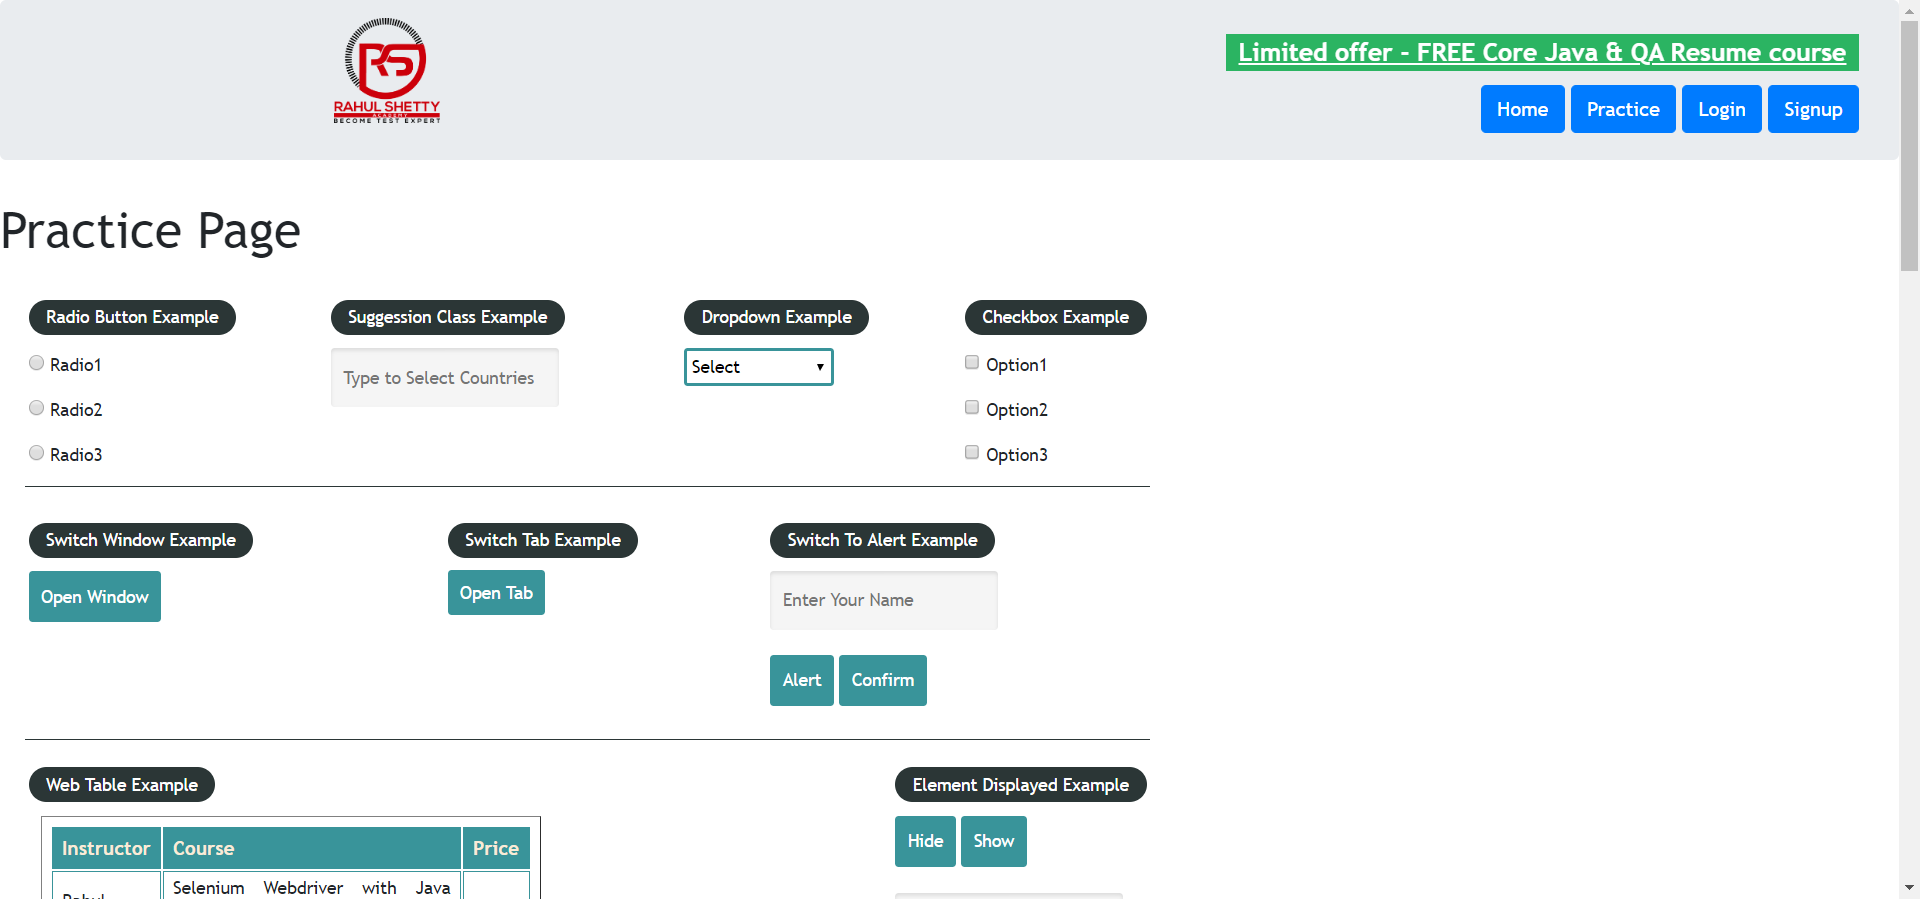 RS
RAHUL SHETTY
ACADEMY
BECOME TEST EXPERT
Limited offer - FREE Core Java & QA Resume course
Home Practice Login Signup
Practice Page
Radio Button Example Suggession Class Example Dropdown Example Checkbox Example
Radio1 Type to Select Countries Select Option1
Radio2 Option2
Radio3 Option3
Switch Window Example Switch Tab Example Switch To Alert Example
Open Window Open Tab Enter Your Name
Alert Confirm
Web Table Example Element Displayed Example
Hide Show
Instructor Course Price
Selenium Webdriver with Java
Rahul